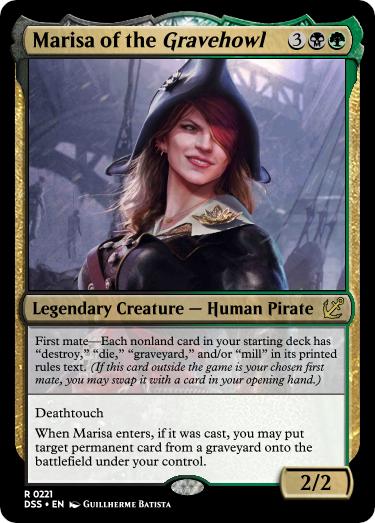 Marisa of the Gravehowl 3
Legendary Creature — Human Pirate
First mate—Each nonland card in your starting deck has
“destroy,” “die,” “graveyard,” and/or “mill” in its printed
rules text. (If this card outside the game is your chosen first
mate, you may swap it with a card in your opening hand.)
Deathtouch
When Marisa enters, if it was cast, you may put
target permanent card from a graveyard onto the
battlefield under your control.
2/2
R 0221
DSS • EN Guillherme Batista